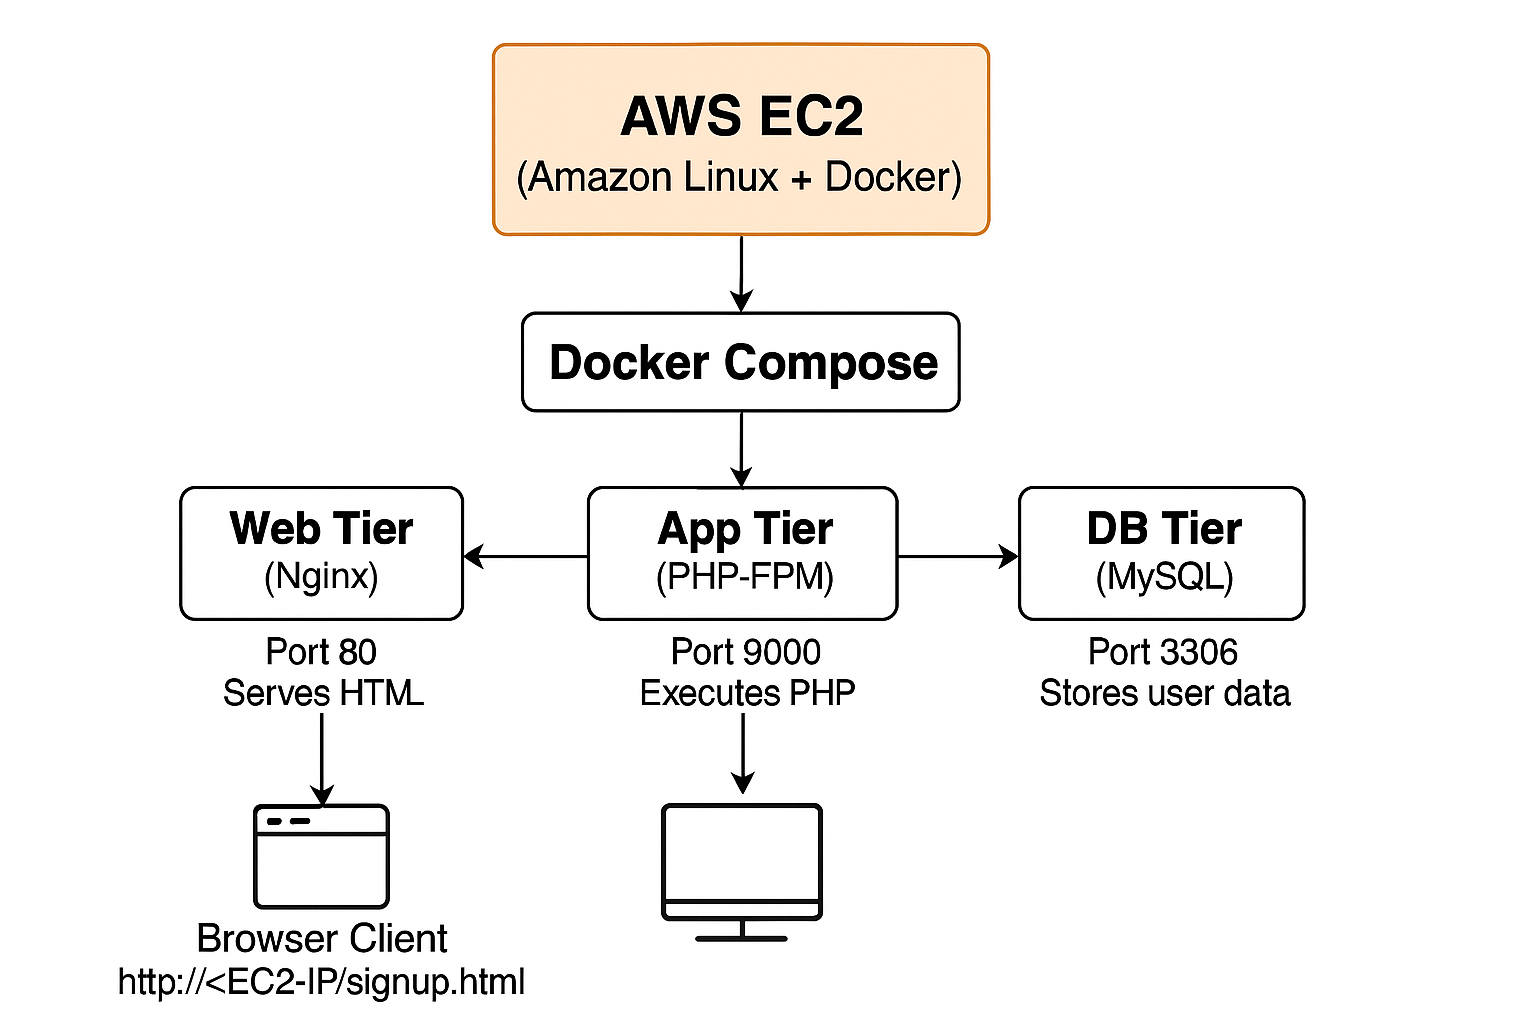 AWS EC2
(Amazon Linux + Docker)
Docker Compose
Web Tier
(Nginx)
Port 80
Serves HTML
App Tier
(PHP-FPM)
Port 9000
Executes PHP
DB Tier
(MySQL)
Port 3306
Stores user data
Browser Client
http://<EC2-IP/signup.html